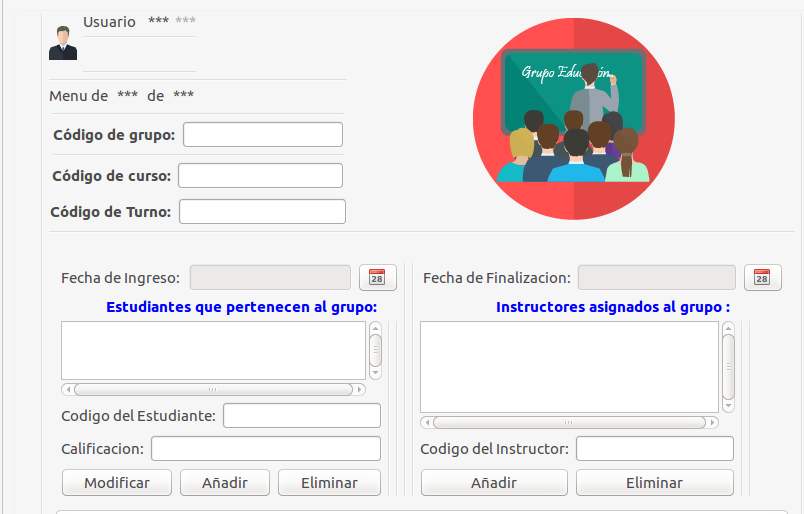 Usuario *** ***
Menu de *** de ***
Código de grupo:
Código de curso:
Código de Turno:
Grupo Educ ón
Fecha de Ingreso: 28
Fecha de Finalizacion: 28
Estudiantes que pertenecen al grupo:
Instructores asignados al grupo :
Codigo del Estudiante:
Calificacion:
Codigo del Instructor:
Modificar Añadir Eliminar
Añadir Eliminar